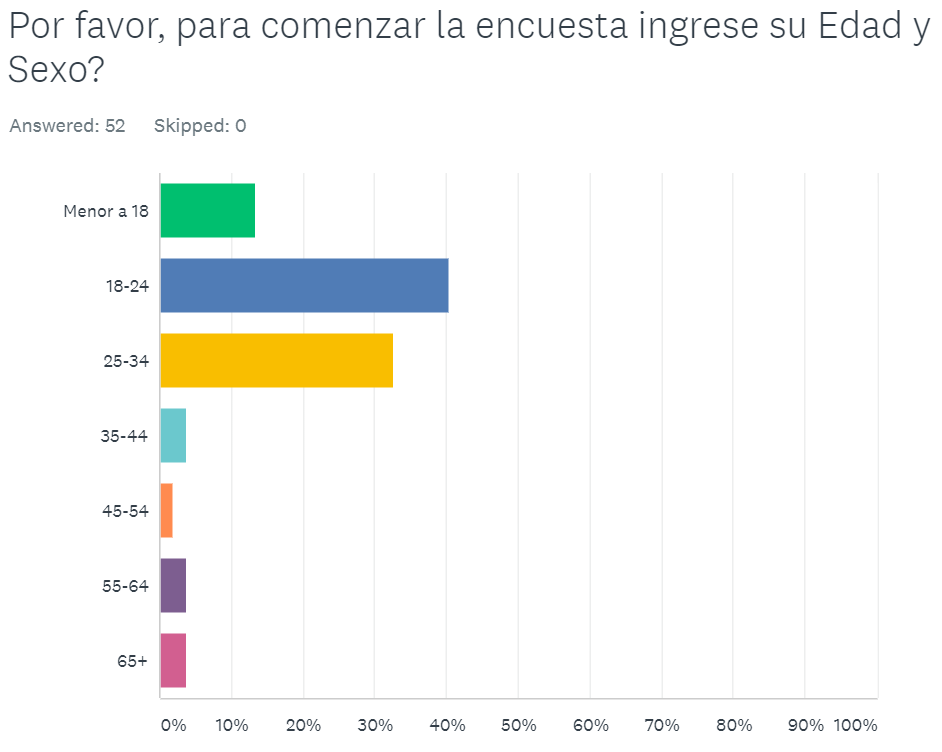 Por favor, para comenzar la encuesta ingrese su Edad y
Sexo?
Answered: 52 Skipped: 0
Menor a 18
18-24
25-34
35-44
45-54
55-64
65+
0% 10% 20% 30% 40% 50% 60% 70% 80% 90% 100%